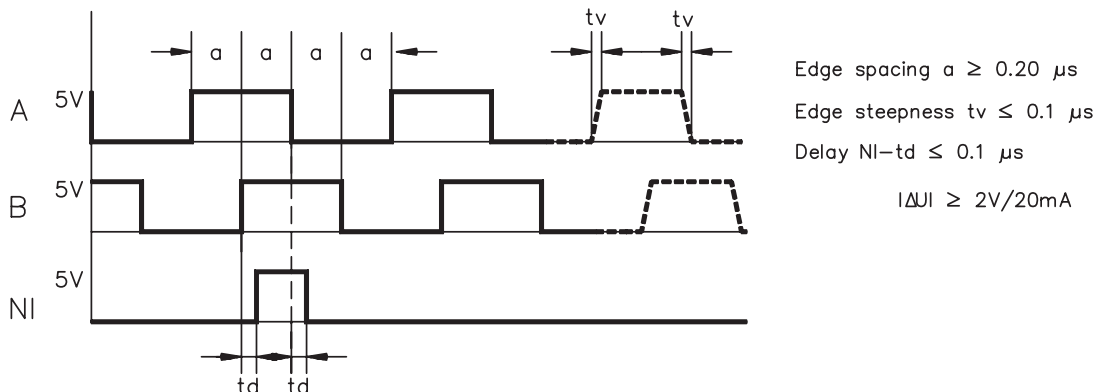 tv tv
a a a a
Edge spacing a ≥ 0.20 µs
5V
A
Edge steepness tv ≤ 0.1 µs
Delay NI-td ≤ 0.1 µs
5V
B
IΔUI ≥ 2V/20mA
5V
NI
td td